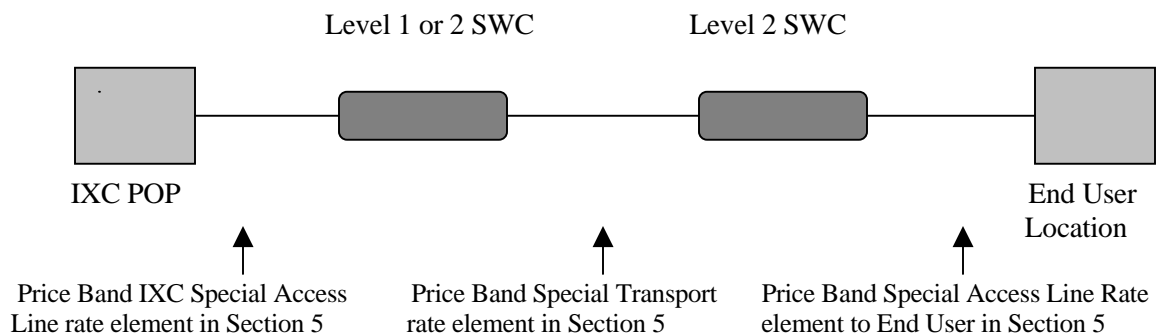 Level 1 or 2 SWC
Level 2 SWC
IXC POP
End User
Location
Price Band IXC Special Access
Line rate element in Section 5
Price Band Special Transport
rate element in Section 5
Price Band Special Access Line Rate
element to End User in Section 5